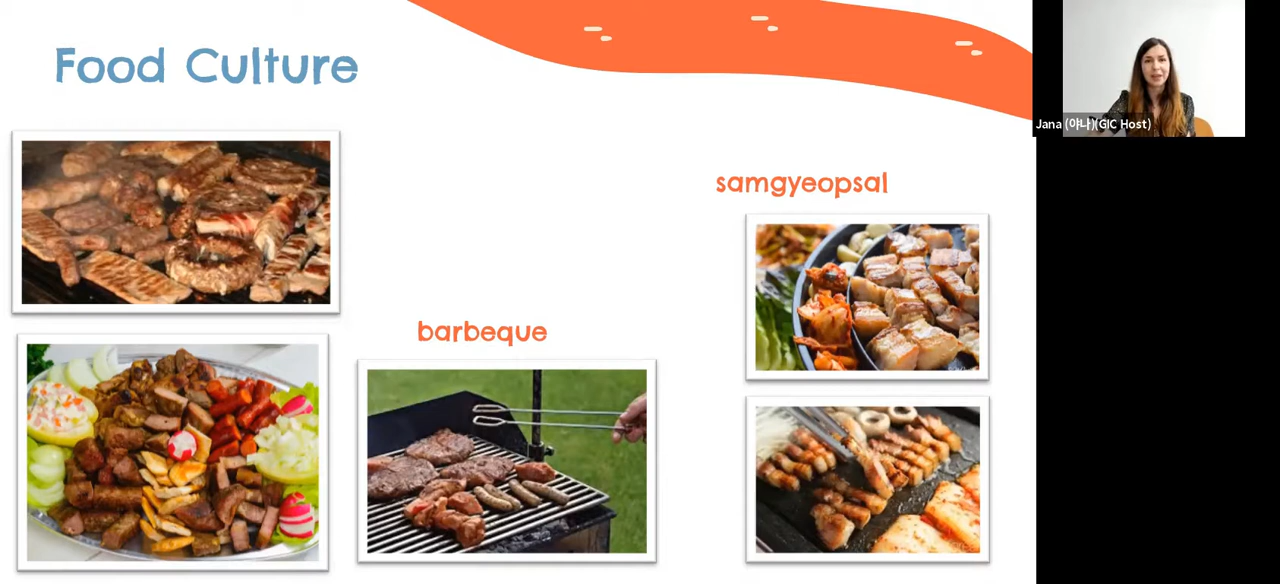 Food Culture
Jana (야나)(GIC Host)
samgyeopsal
barbeque